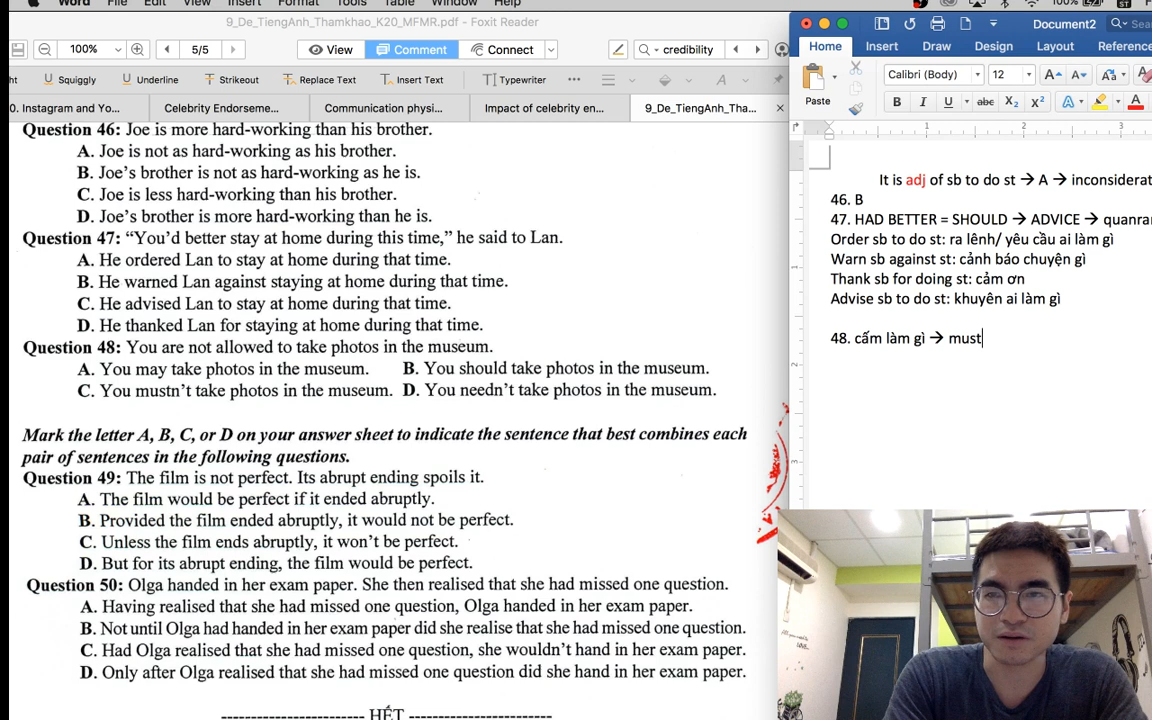 Word File Edit View Insert Format Tools Table Window Help
100%
9_De_TiengAnh_Thamkhao_K20_MFMR.pdf - Foxit Reader
100% 5/5 View Comment Connect credibility
ht Squiggly Underline Strikeout Replace Text Insert Text Typewriter
0. Instagram and Yo... Celebrity Endorseme... Communication physi... Impact of celebrity en... 9_De_TiengAnh_Tha...
Question 46: Joe is more hard-working than his brother.
A. Joe is not as hard-working as his brother.
B. Joe's brother is not as hard-working as he is.
C. Joe is less hard-working than his brother.
D. Joe's brother is more hard-working than he is.
Question 47: “You'd better stay at home during this time,” he said to Lan.
A. He ordered Lan to stay at home during that time.
B. He warned Lan against staying at home during that time.
C. He advised Lan to stay at home during that time.
D. He thanked Lan for staying at home during that time.
Question 48: You are not allowed to take photos in the museum.
A. You may take photos in the museum. B. You should take photos in the museum.
C. You mustn't take photos in the museum. D. You needn't take photos in the museum.
Mark the letter A, B, C, or D on your answer sheet to indicate the sentence that best combines each
pair of sentences in the following questions.
Question 49: The film is not perfect. Its abrupt ending spoils it.
A. The film would be perfect if it ended abruptly.
B. Provided the film ended abruptly, it would not be perfect.
C. Unless the film ends abruptly, it won't be perfect.
D. But for its abrupt ending, the film would be perfect.
Question 50: Olga handed in her exam paper. She then realised that she had missed one question.
A. Having realised that she had missed one question, Olga handed in her exam paper.
B. Not until Olga had handed in her exam paper did she realise that she had missed one question.
C. Had Olga realised that she had missed one question, she wouldn't hand in her exam paper.
D. Only after Olga realised that she had missed one question did she hand in her exam paper.
------------------------ HẾT ------------------------
Document2 Sea
Home Insert Draw Design Layout Reference
Paste Calibri (Body) 12
B I U abc X₂ X² A A
1 2 3
It is adj of sb to do st → A → inconsiderat
46. B
47. HAD BETTER = SHOULD → ADVICE → quanrar
Order sb to do st: ra lênh/ yêu cầu ai làm gì
Warn sb against st: cảnh báo chuyện gì
Thank sb for doing st: cảm ơn
Advise sb to do st: khuyên ai làm gì
48. cấm làm gì → must